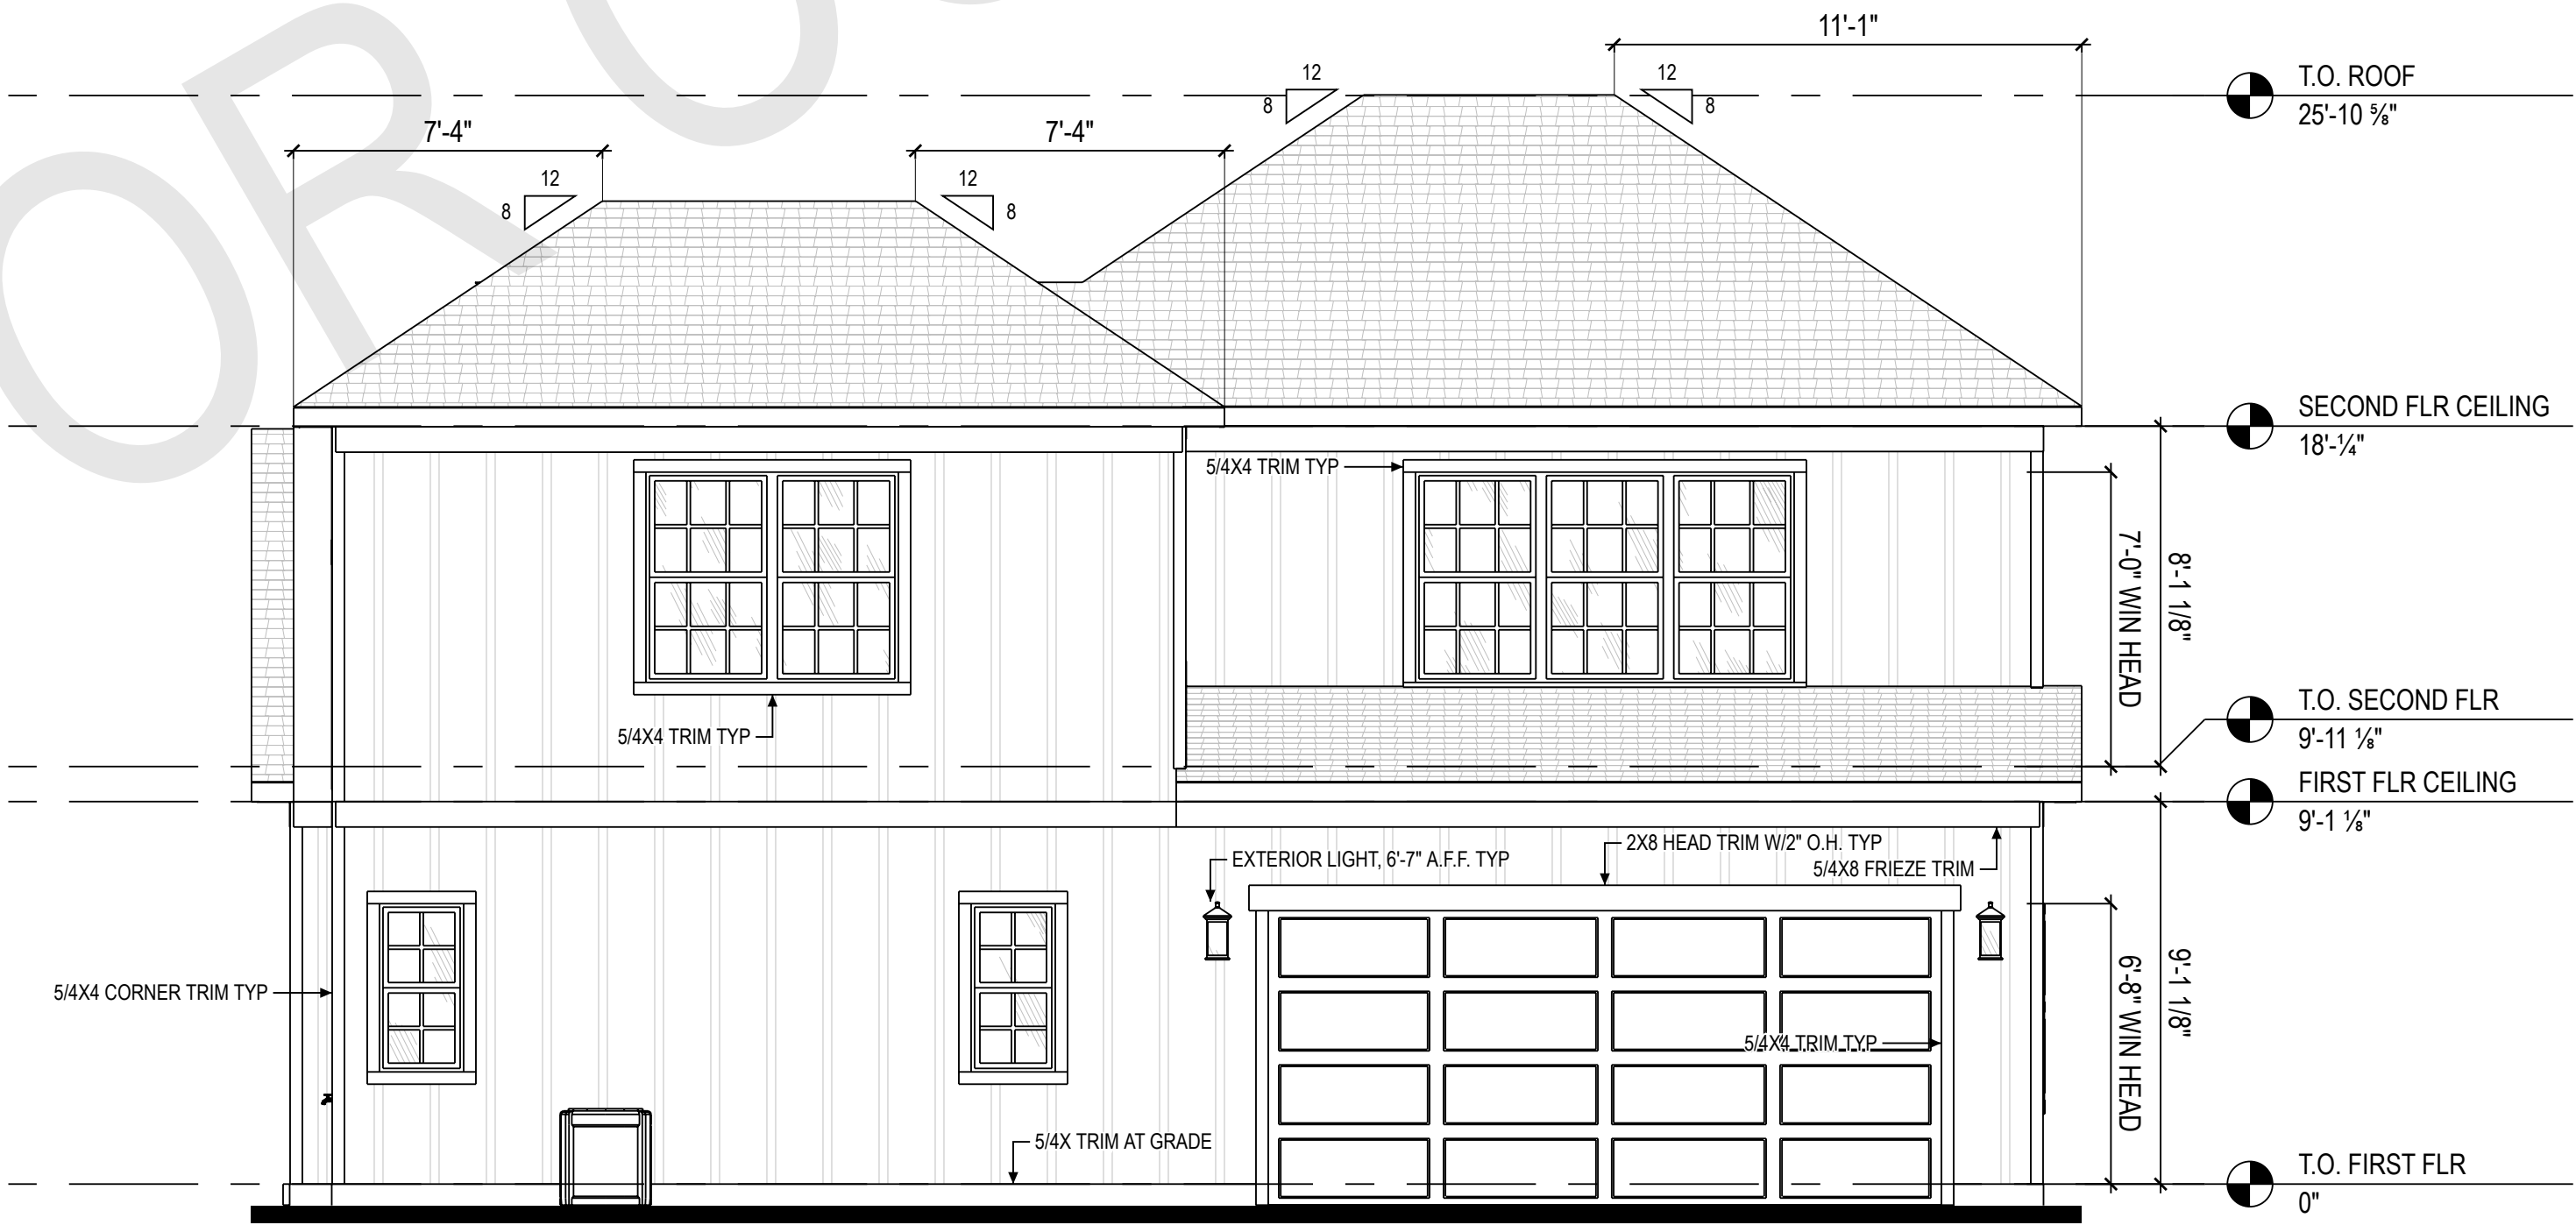 11'-1"
T.O. ROOF
25'-10 ⅝"
12
8
12
8
7'-4"
7'-4"
12
8
12
8
SECOND FLR CEILING
18'-¼"
5/4X4 TRIM TYP
7'-0" WIN HEAD
8'-1 1/8"
5/4X4 TRIM TYP
T.O. SECOND FLR
9'-11 ⅛"
FIRST FLR CEILING
9'-1 ⅛"
2X8 HEAD TRIM W/2" O.H. TYP
EXTERIOR LIGHT, 6'-7" A.F.F. TYP
5/4X8 FRIEZE TRIM
5/4X4 CORNER TRIM TYP
6'-8" WIN HEAD
9'-1 1/8"
5/4X4 TRIM TYP
5/4X TRIM AT GRADE
T.O. FIRST FLR
0"